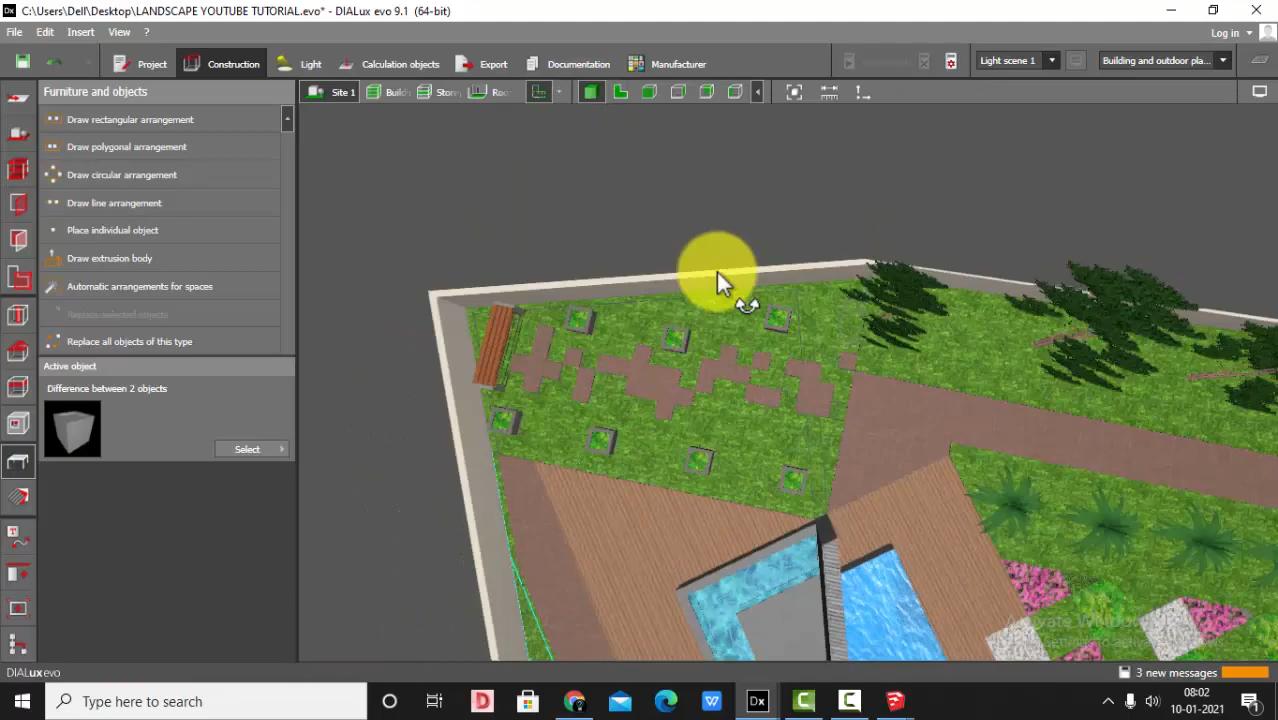 C:\Users\Dell\Desktop\LANDSCAPE YOUTUBE TUTORIAL.evo* - DIALux evo 9.1 (64-bit)
File Edit Insert View ?
Log in
Project Construction Light Calculation objects Export Documentation Manufacturer
Light scene 1
Building and outdoor pla...
Furniture and objects
Site 1
Draw rectangular arrangement
Draw polygonal arrangement
Draw circular arrangement
Draw line arrangement
Place individual object
Draw extrusion body
Automatic arrangements for spaces
Replace selected objects
Replace all objects of this type
Active object
Difference between 2 objects
Select
DIALux evo
3 new messages
Type here to search
08:02
10-01-2021